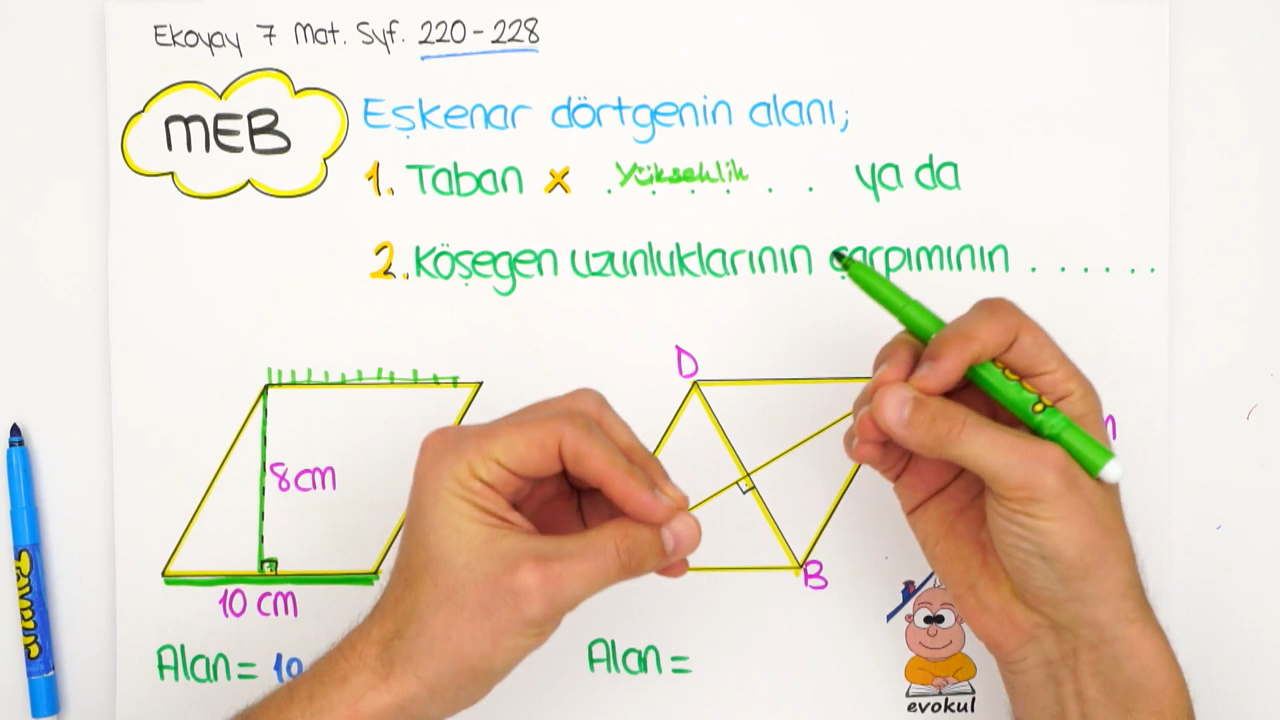 Ekoyay 7 Mat. Syf. 220-228
MEB
Eşkenar dörtgenin alanı;
1. Taban x . Yükseklik . . ya da
2. Köşegen uzunluklarının çarpımının . . . . . .
D
8cm
B
10 cm
Alan = 10
Alan =
evokul